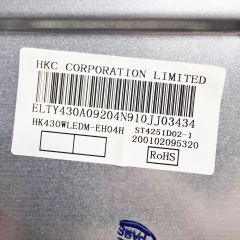 HKC CORPORATION LIMITED
ELTY430A09204N910JJ03434
HK430WLEDM-EH04H ST4251D02-1
200102095320
RoHS